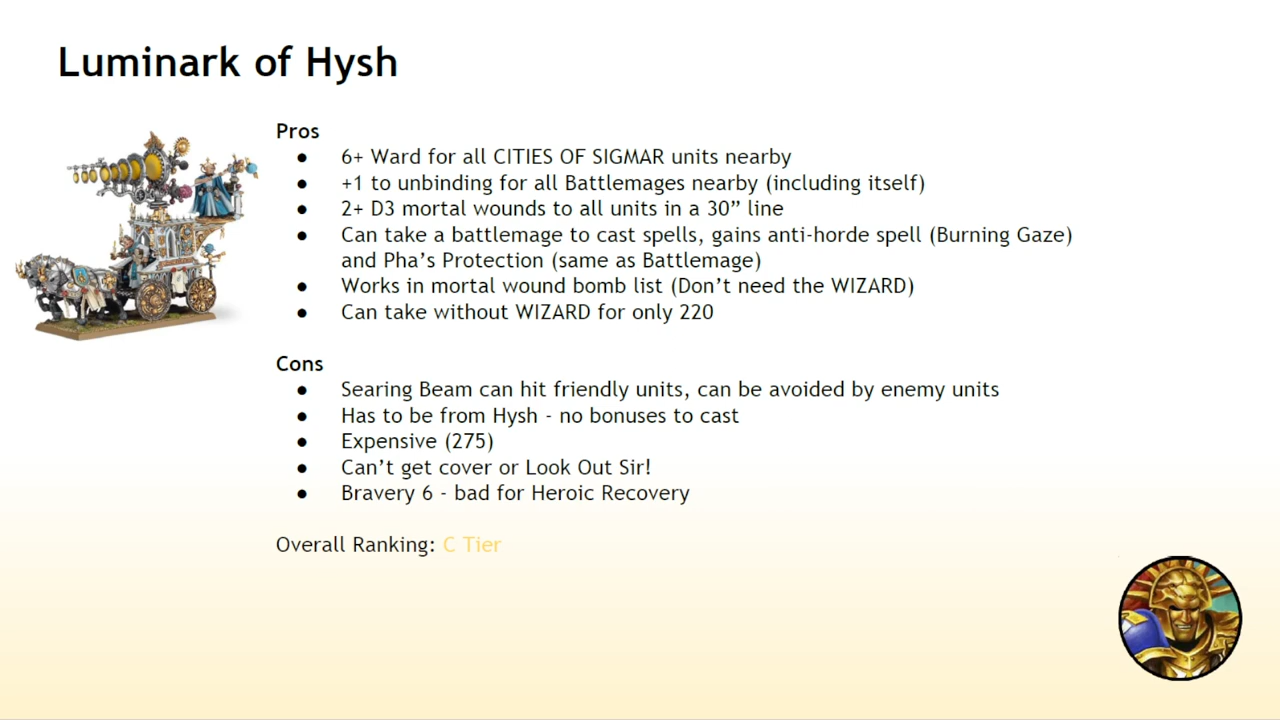 Luminark of Hysh
Pros
● 6+ Ward for all CITIES OF SIGMAR units nearby
● +1 to unbinding for all Battlemages nearby (including itself)
● 2+ D3 mortal wounds to all units in a 30” line
● Can take a battlemage to cast spells, gains anti-horde spell (Burning Gaze)
and Pha’s Protection (same as Battlemage)
● Works in mortal wound bomb list (Don’t need the WIZARD)
● Can take without WIZARD for only 220
Cons
● Searing Beam can hit friendly units, can be avoided by enemy units
● Has to be from Hysh - no bonuses to cast
● Expensive (275)
● Can’t get cover or Look Out Sir!
● Bravery 6 - bad for Heroic Recovery
Overall Ranking: C Tier